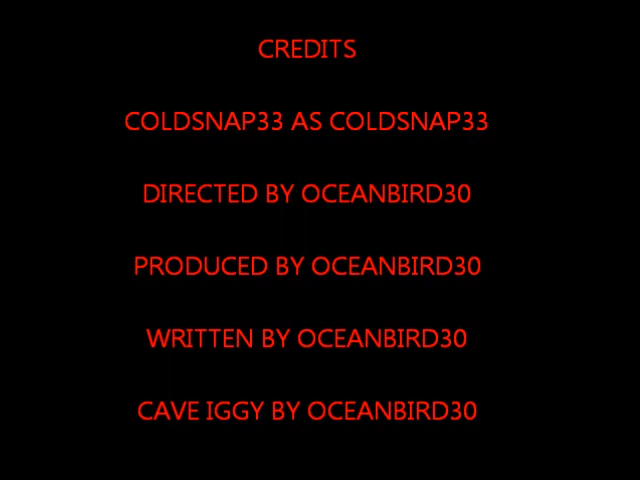 CREDITS
COLDSNAP33 AS COLDSNAP33
DIRECTED BY OCEANBIRD30
PRODUCED BY OCEANBIRD30
WRITTEN BY OCEANBIRD30
CAVE IGGY BY OCEANBIRD30